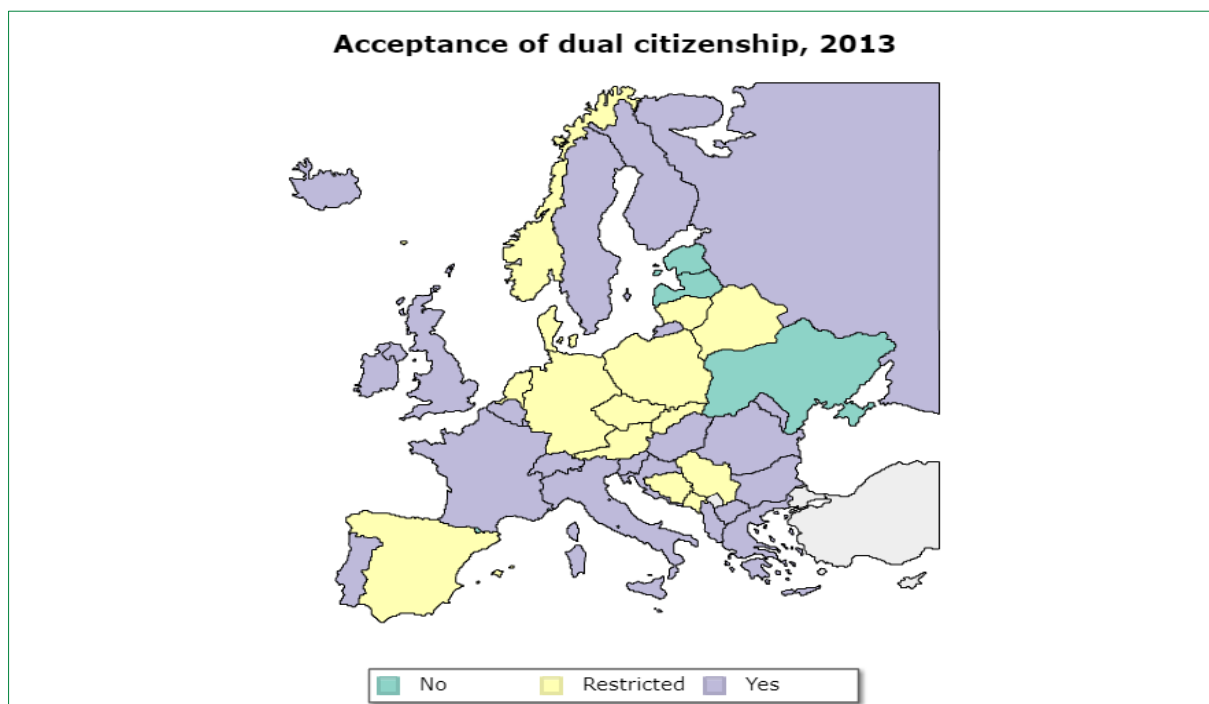 Acceptance of dual citizenship, 2013
No Restricted Yes